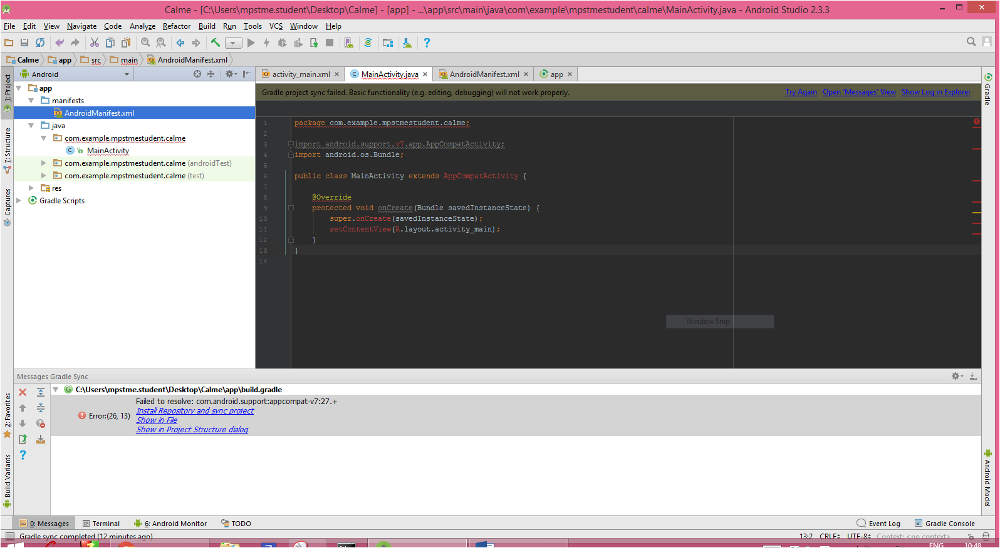 Calme - [C:\Users\mpstme.student\Desktop\Calme] - [app] - ...\app\src\main\java\com\example\mpstmestudent\calme\MainActivity.java - Android Studio 2.3.3
File Edit View Navigate Code Analyze Refactor Build Run Tools VCS Window Help
Calme app src main AndroidManifest.xml
1: Project
7: Structure
Captures
2: Favorites
Build Variants
Android
app
manifests
AndroidManifest.xml
java
com.example.mpstmestudent.calme
MainActivity
com.example.mpstmestudent.calme (androidTest)
com.example.mpstmestudent.calme (test)
res
Gradle Scripts
activity_main.xml MainActivity.java AndroidManifest.xml app
Gradle project sync failed. Basic functionality (e.g. editing, debugging) will not work properly. Try Again Open 'Messages' View Show Log in Explorer
1 package com.example.mpstmestudent.calme;
2
3 import android.support.v7.app.AppCompatActivity;
4 import android.os.Bundle;
5
6 public class MainActivity extends AppCompatActivity {
7
8 @Override
9 protected void onCreate(Bundle savedInstanceState) {
10 super.onCreate(savedInstanceState);
11 setContentView(R.layout.activity_main);
12 }
13 }
14
Window Snip
Gradle
Android Model
Messages Gradle Sync
C:\Users\mpstme.student\Desktop\Calme\app\build.gradle
Error:(26, 13) Failed to resolve: com.android.support:appcompat-v7:27.+
Install Repository and sync project
Show in File
Show in Project Structure dialog
0: Messages Terminal 6: Android Monitor TODO Event Log Gradle Console
Gradle sync completed (12 minutes ago) 13:2 CRLF UTF-8 Context: <no context>
ENG 10:48